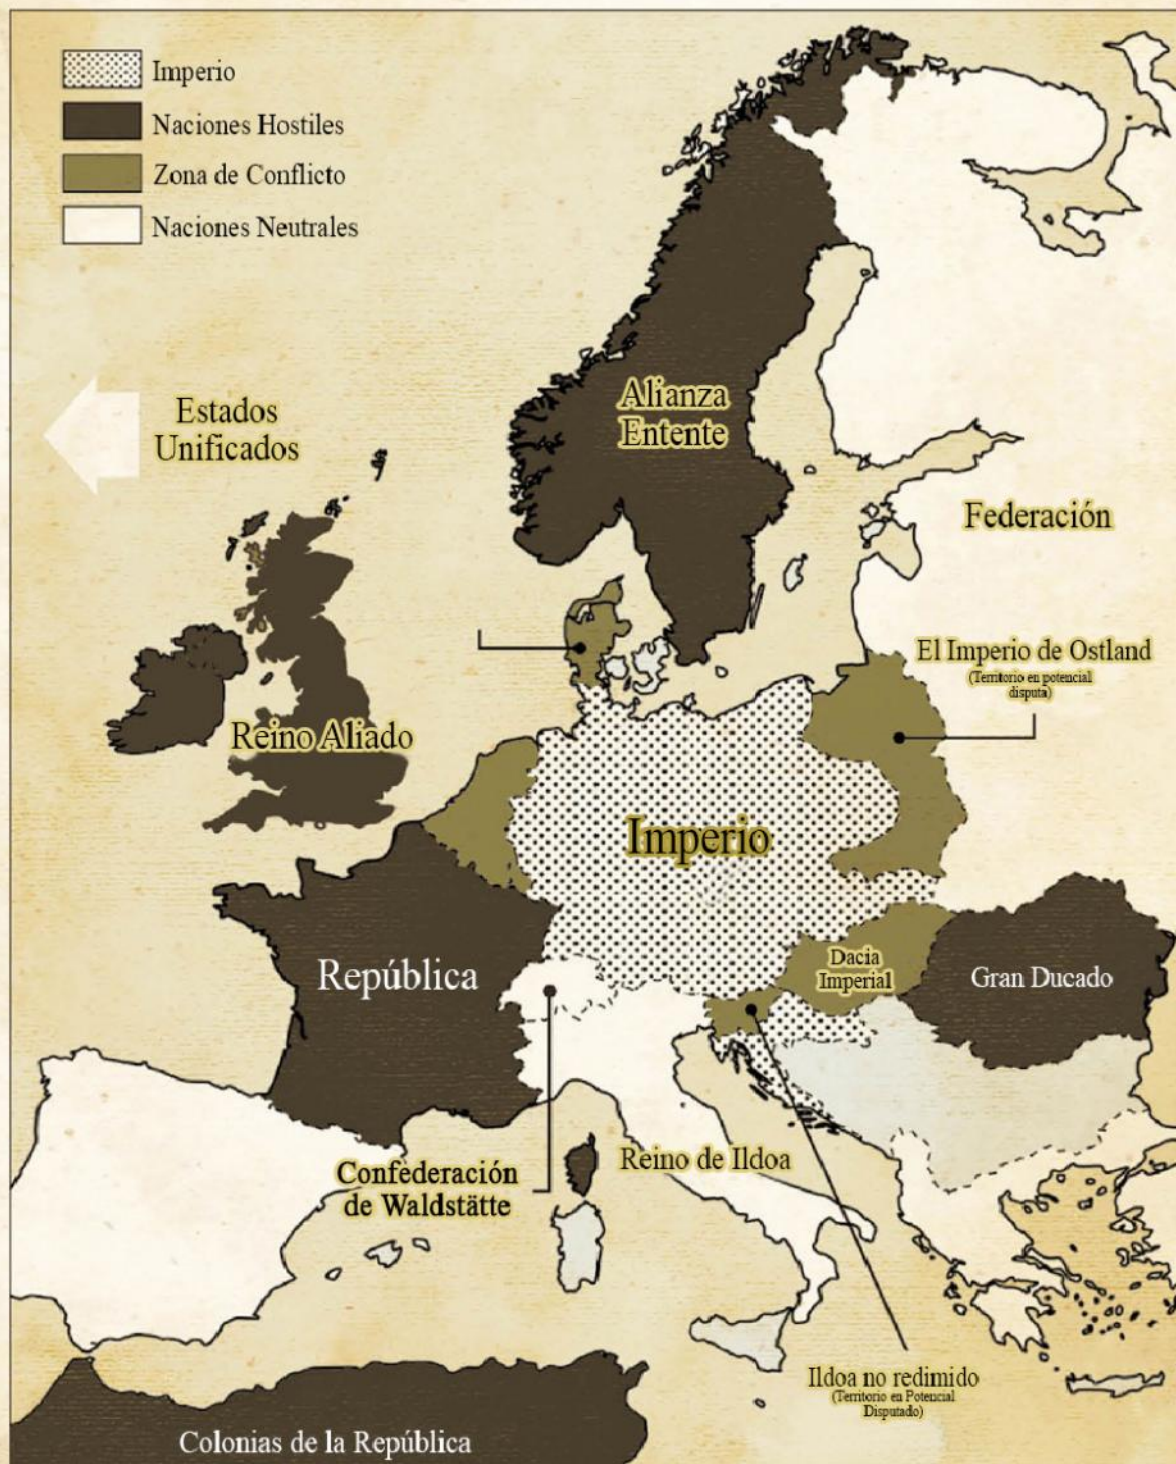 Imperio
Naciones Hostiles
Zona de Conflicto
Naciones Neutrales
Estados
Unificados
Alianza
Entente
Federación
El Imperio de Ostland
(Territorio en potencial
disputa)
Reino Aliado
Imperio
Repúblıca
Dacia
Imperial
Gran Ducado
Confederación
de Waldstätte
Reino de Ildoa
Ildoa no redimido
(Territorio en Potencial
Disputado)
Colonias de la República